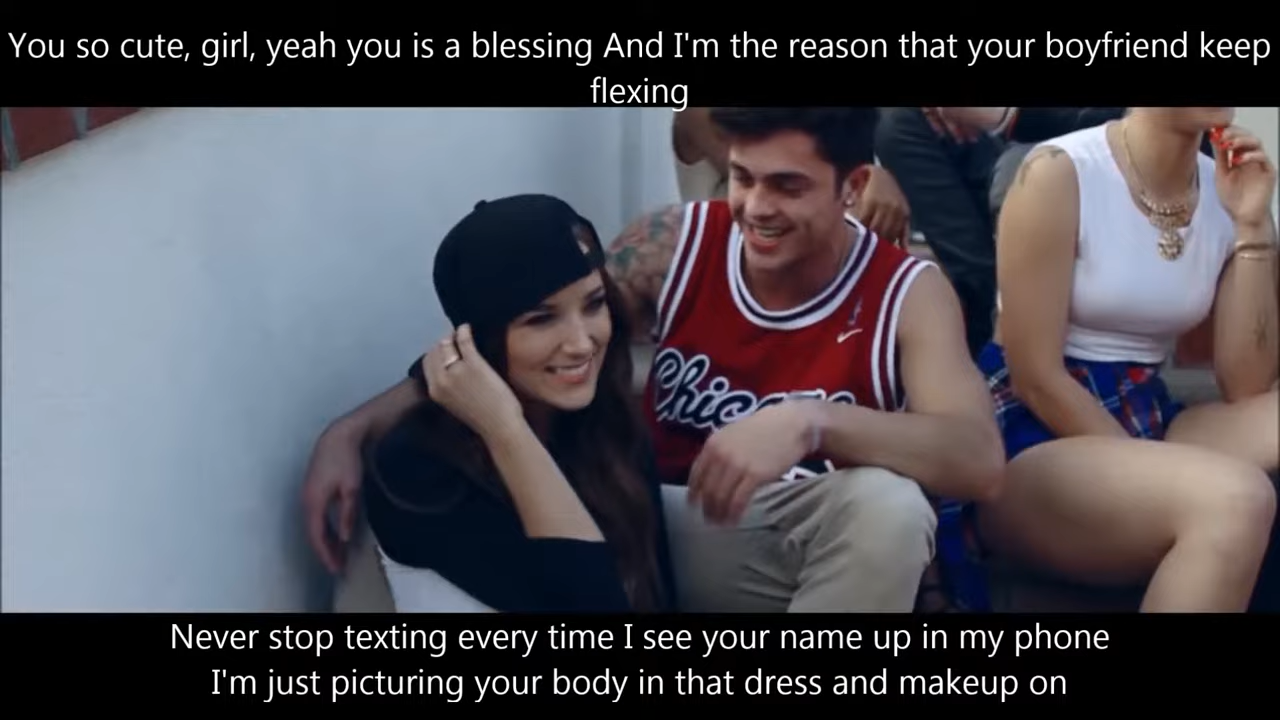 You so cute, girl, yeah you is a blessing And I'm the reason that your boyfriend keep
flexing
Chicago
Never stop texting every time I see your name up in my phone
I'm just picturing your body in that dress and makeup on